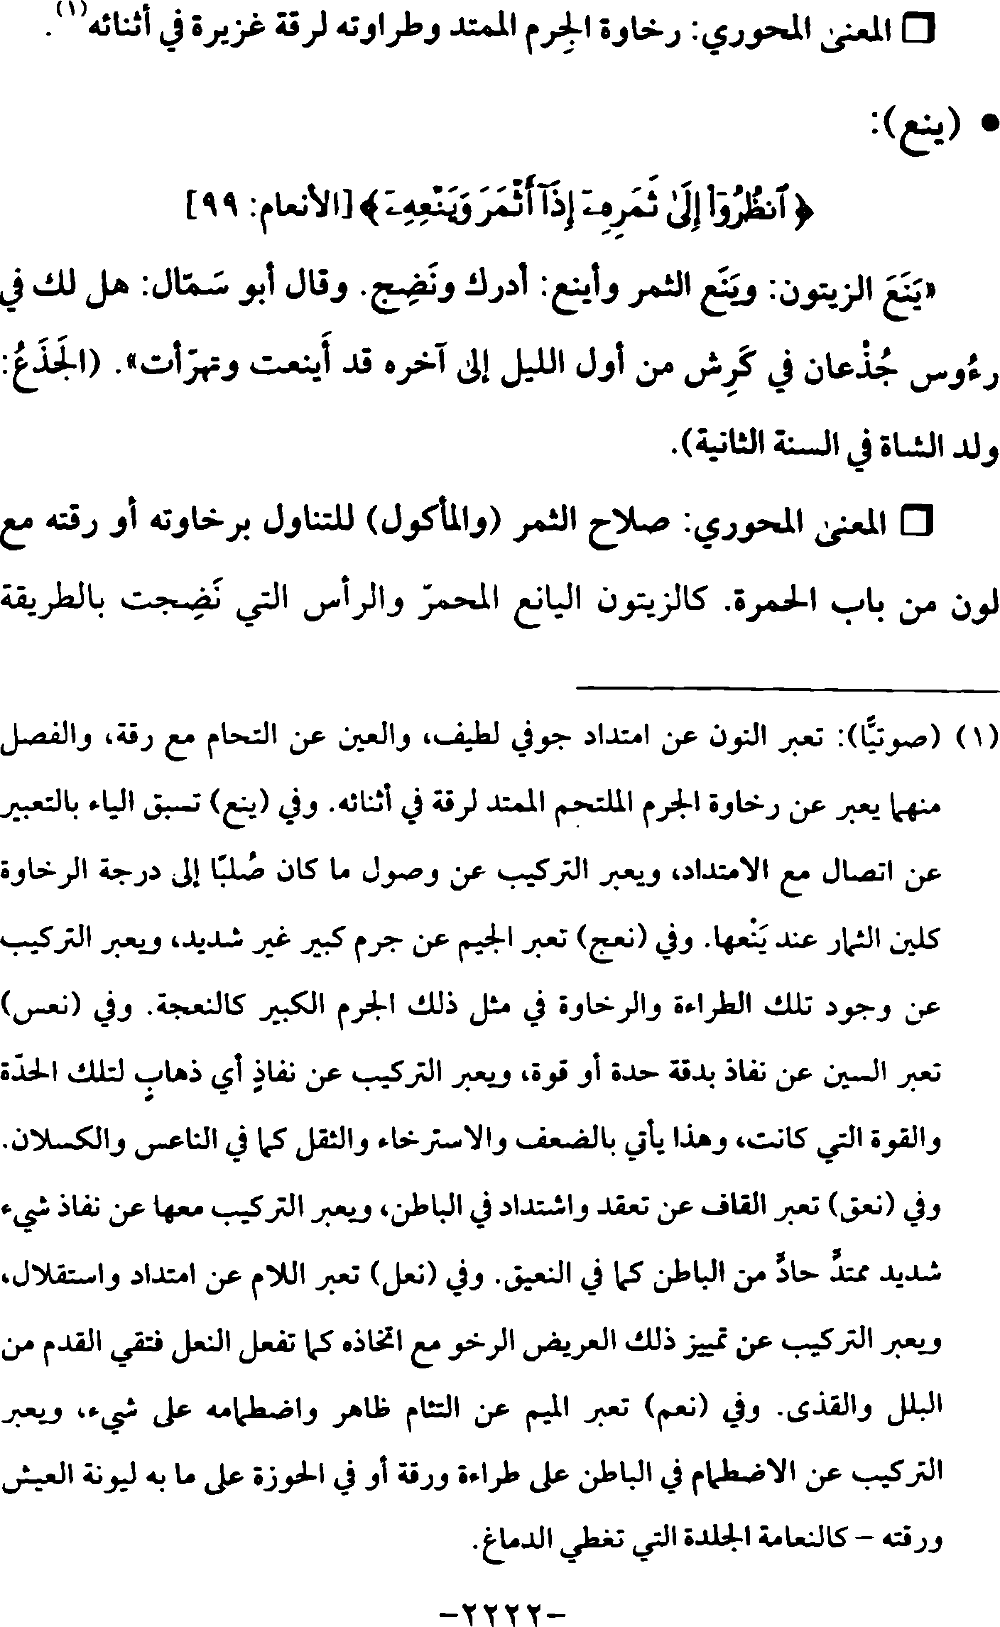 ❒ المعنى المحوري: رخاوة الجِرم الممتد وطراوته لرقة غزيرة في أثنائه(١).
• (ينع):
﴿ٱنظُرُوٓا۟ إِلَىٰ ثَمَرِهِۦٓ إِذَآ أَثْمَرَ وَيَنْعِهِۦٓ﴾ [الأنعام: ٩٩]
«يَنَعَ الزيتون: ويَنَع الثمر وأينع: أدرك ونَضِج. وقال أبو سَمّال: هل لك في
رءُوس جُذْعان في كَرِش من أول الليل إلى آخره قد أَينعت وتهرّأت». (الجَذَعُ:
ولد الشاة في السنة الثانية).
❒ المعنى المحوري: صلاح الثمر (والمأكول) للتناول برخاوته أو رقته مع
لون من باب الحمرة. كالزيتون اليانع المحمرّ والرأس التي نَضِجت بالطريقة
(١) (صوتيًّا): تعبر النون عن امتداد جوفي لطيف، والعين عن التحام مع رقة، والفصل
منهما يعبر عن رخاوة الجرم الملتحم الممتد لرقة في أثنائه. وفي (ينع) تسبق الياء بالتعبير
عن اتصال مع الامتداد، ويعبر التركيب عن وصول ما كان صُلبًا إلى درجة الرخاوة
كلين الثمار عند يَنْعها. وفي (نعج) تعبر الجيم عن جرم كبير غير شديد، ويعبر التركيب
عن وجود تلك الطراءة والرخاوة في مثل ذلك الجرم الكبير كالنعجة. وفي (نعس)
تعبر السين عن نفاذ بدقة حدة أو قوة، ويعبر التركيب عن نفاذٍ أي ذهابٍ لتلك الحدّة
والقوة التي كانت، وهذا يأتي بالضعف والاسترخاء والثقل كما في الناعس والكسلان.
وفي (نعق) تعبر القاف عن تعقد واشتداد في الباطن، ويعبر التركيب معها عن نفاذ شيء
شديد ممتدٍّ حادٍّ من الباطن كما في النعيق. وفي (نعل) تعبر اللام عن امتداد واستقلال،
ويعبر التركيب عن تمييز ذلك العريض الرخو مع اتخاذه كما تفعل النعل فتقي القدم من
البلل والقذى. وفي (نعم) تعبر الميم عن التئام ظاهر واضطمامه على شيء، ويعبر
التركيب عن الاضطمام في الباطن على طراءة ورقة أو في الحوزة على ما به ليونة العيش
ورقته – كالنعامة الجلدة التي تغطي الدماغ.
-٢٢٢٢-